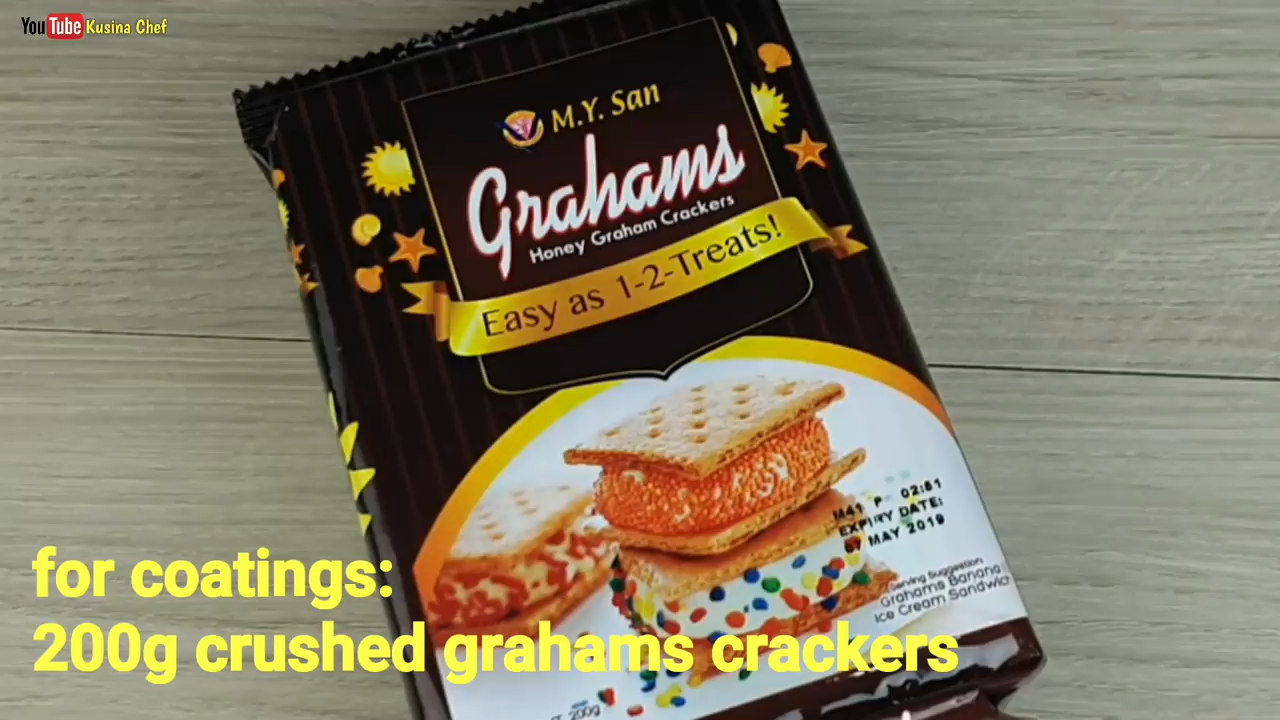 YouTube Kusina Chef
M.Y. San
Grahams
Honey Graham Crackers
Easy as 1-2-Treats!
EXPIRY DATE:
MAY 2019
Serving Suggestion
Grahams Banana
Ice Cream Sandwich
200g
for coatings:
200g crushed grahams crackers